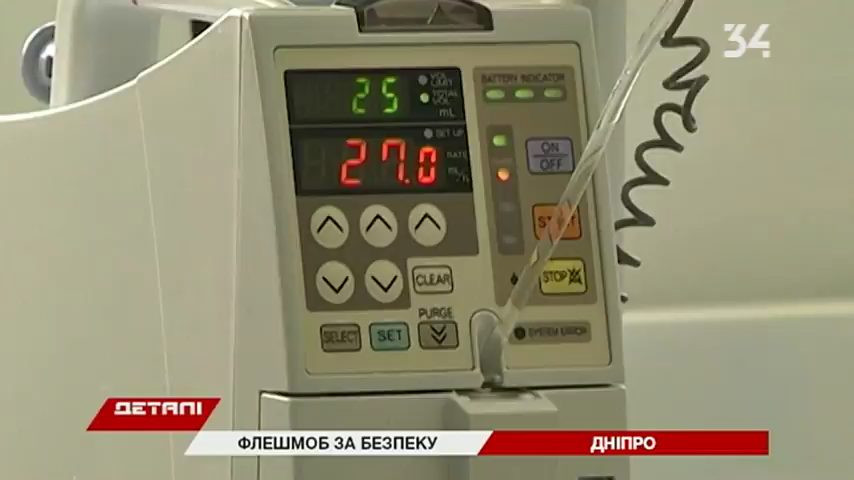 34
VOL. LIMIT
25
TOTAL VOL.
mL
SET UP
27.0
RATE
BATTERY INDICATOR
ON
OFF
START
STOP
CLEAR
PURGE
SELECT
SET
SYSTEM ERROR
ДЕТАЛІ
ФЛЕШМОБ ЗА БЕЗПЕКУ
ДНІПРО